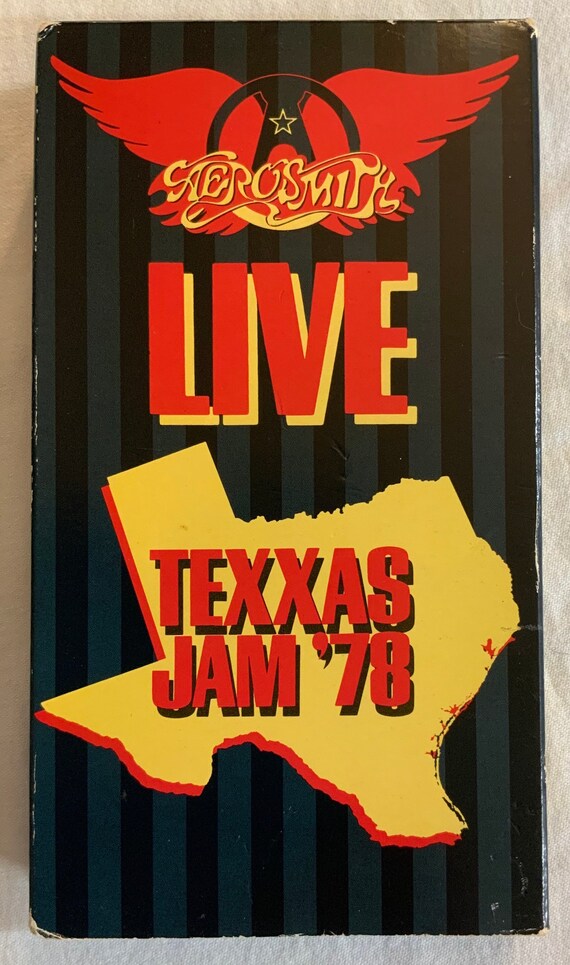 AEROSMITH
LIVE
TEXXAS
JAM '78